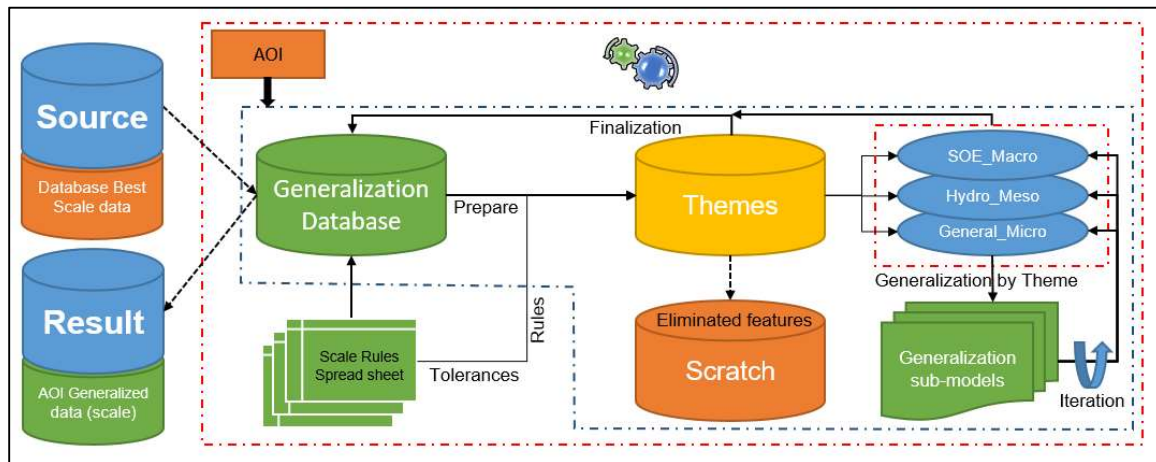 AOI
Source
Database Best
Scale data
Result
AOI Generalized
data (scale)
Generalization
Database
Finalization
Prepare
Rules
Tolerances
Scale Rules
Spread sheet
Themes
Eliminated features
Scratch
SOE_Macro
Hydro_Meso
General_Micro
Generalization by Theme
Generalization
sub-models
Iteration